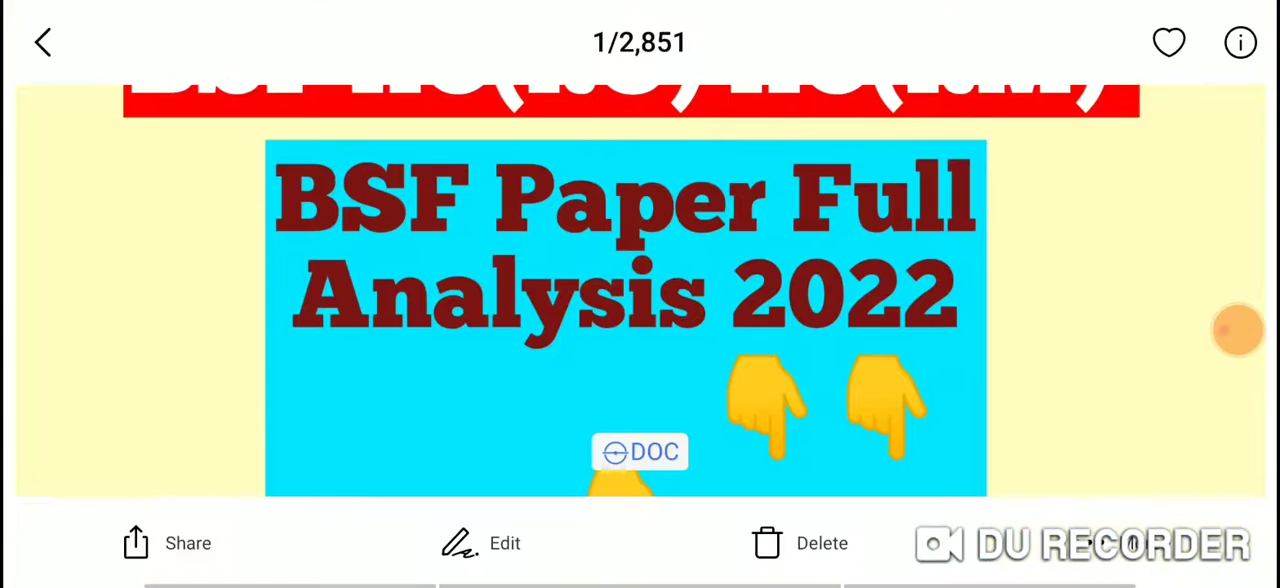 1/2,851
BSF Paper Full
Analysis 2022
DOC
Share Edit Delete
DU RECORDER